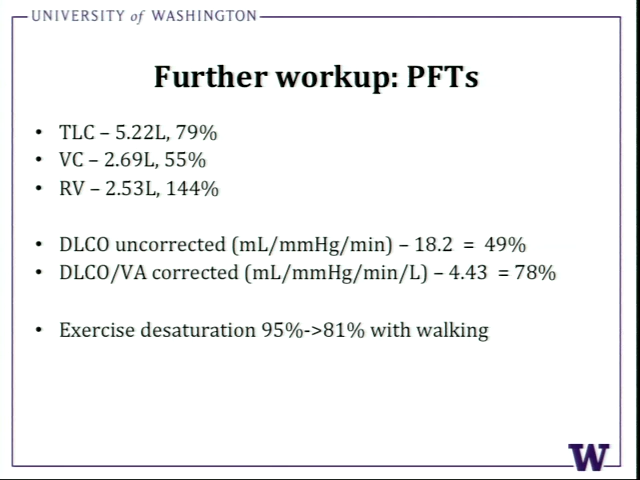 UNIVERSITY of WASHINGTON
Further workup: PFTs
• TLC – 5.22L, 79%
• VC – 2.69L, 55%
• RV – 2.53L, 144%
• DLCO uncorrected (mL/mmHg/min) – 18.2 = 49%
• DLCO/VA corrected (mL/mmHg/min/L) – 4.43 = 78%
• Exercise desaturation 95%->81% with walking
W